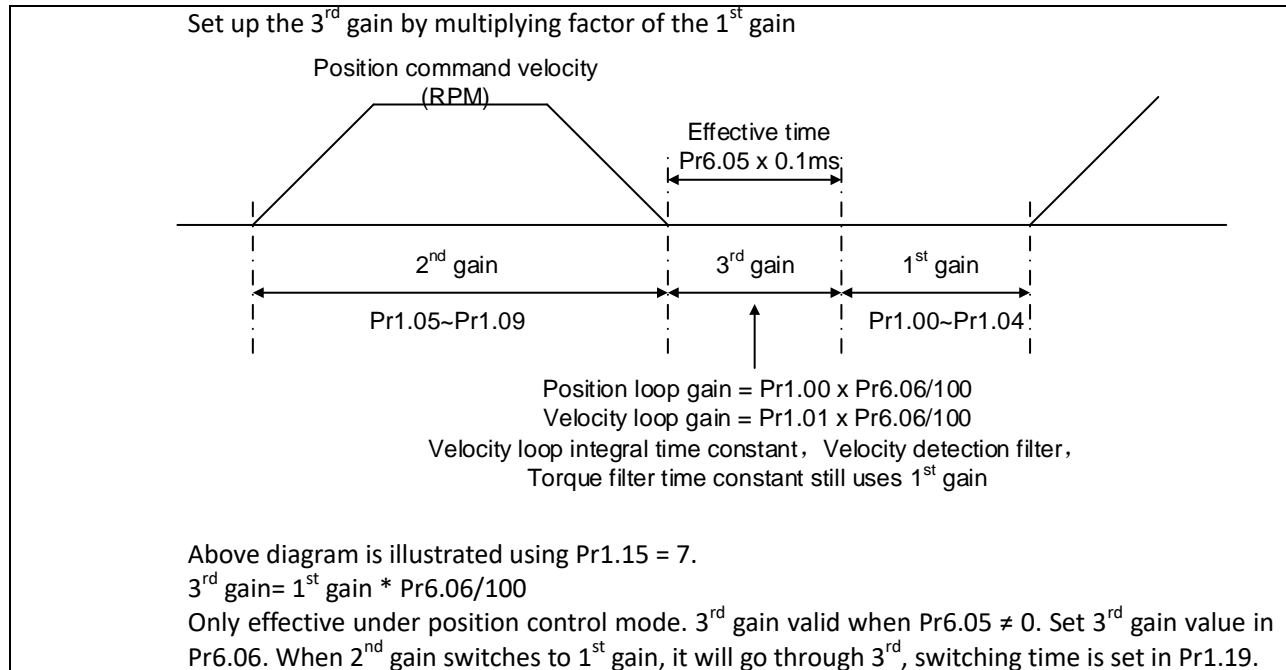 Set up the 3rd gain by multiplying factor of the 1st gain
Position command velocity
(RPM)
Effective time
Pr6.05 x 0.1ms
2nd gain
3rd gain
1st gain
Pr1.05~Pr1.09
Pr1.00~Pr1.04
Position loop gain = Pr1.00 x Pr6.06/100
Velocity loop gain = Pr1.01 x Pr6.06/100
Velocity loop integral time constant，Velocity detection filter，
Torque filter time constant still uses 1st gain
Above diagram is illustrated using Pr1.15 = 7.
3rd gain= 1st gain * Pr6.06/100
Only effective under position control mode. 3rd gain valid when Pr6.05 ≠ 0. Set 3rd gain value in
Pr6.06. When 2nd gain switches to 1st gain, it will go through 3rd, switching time is set in Pr1.19.